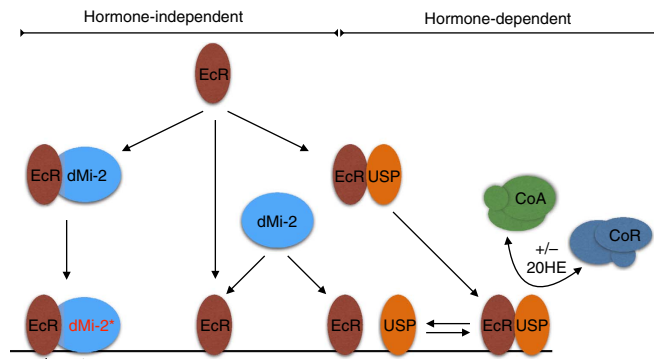 Hormone-independent
Hormone-dependent
EcR
EcR dMi-2
EcR USP
dMi-2
CoA
CoR
+/–
20HE
EcR dMi-2*
EcR
EcR
USP
EcR USP